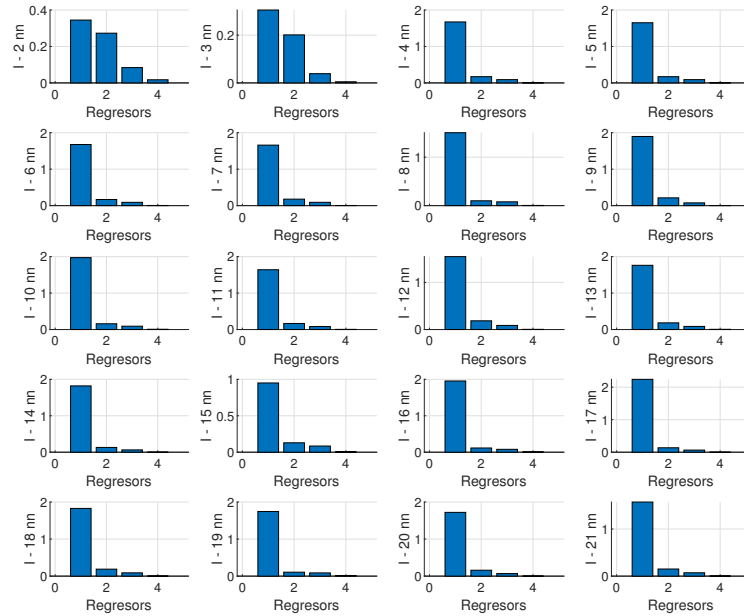 I - 2 nn
0.4
0.2
0
0 2 4
Regresors
I - 3 nn
0.2
0
0 2 4
Regresors
I - 4 nn
2
1
0
0 2 4
Regresors
I - 5 nn
2
1
0
0 2 4
Regresors
I - 6 nn
2
1
0
0 2 4
Regresors
I - 7 nn
2
1
0
0 2 4
Regresors
I - 8 nn
1
0
0 2 4
Regresors
I - 9 nn
2
1
0
0 2 4
Regresors
I - 10 nn
2
1
0
0 2 4
Regresors
I - 11 nn
2
1
0
0 2 4
Regresors
I - 12 nn
1
0
0 2 4
Regresors
I - 13 nn
2
1
0
0 2 4
Regresors
I - 14 nn
2
1
0
0 2 4
Regresors
I - 15 nn
1
0.5
0
0 2 4
Regresors
I - 16 nn
2
1
0
0 2 4
Regresors
I - 17 nn
2
1
0
0 2 4
Regresors
I - 18 nn
2
1
0
0 2 4
Regresors
I - 19 nn
2
1
0
0 2 4
Regresors
I - 20 nn
2
1
0
0 2 4
Regresors
I - 21 nn
1
0
0 2 4
Regresors